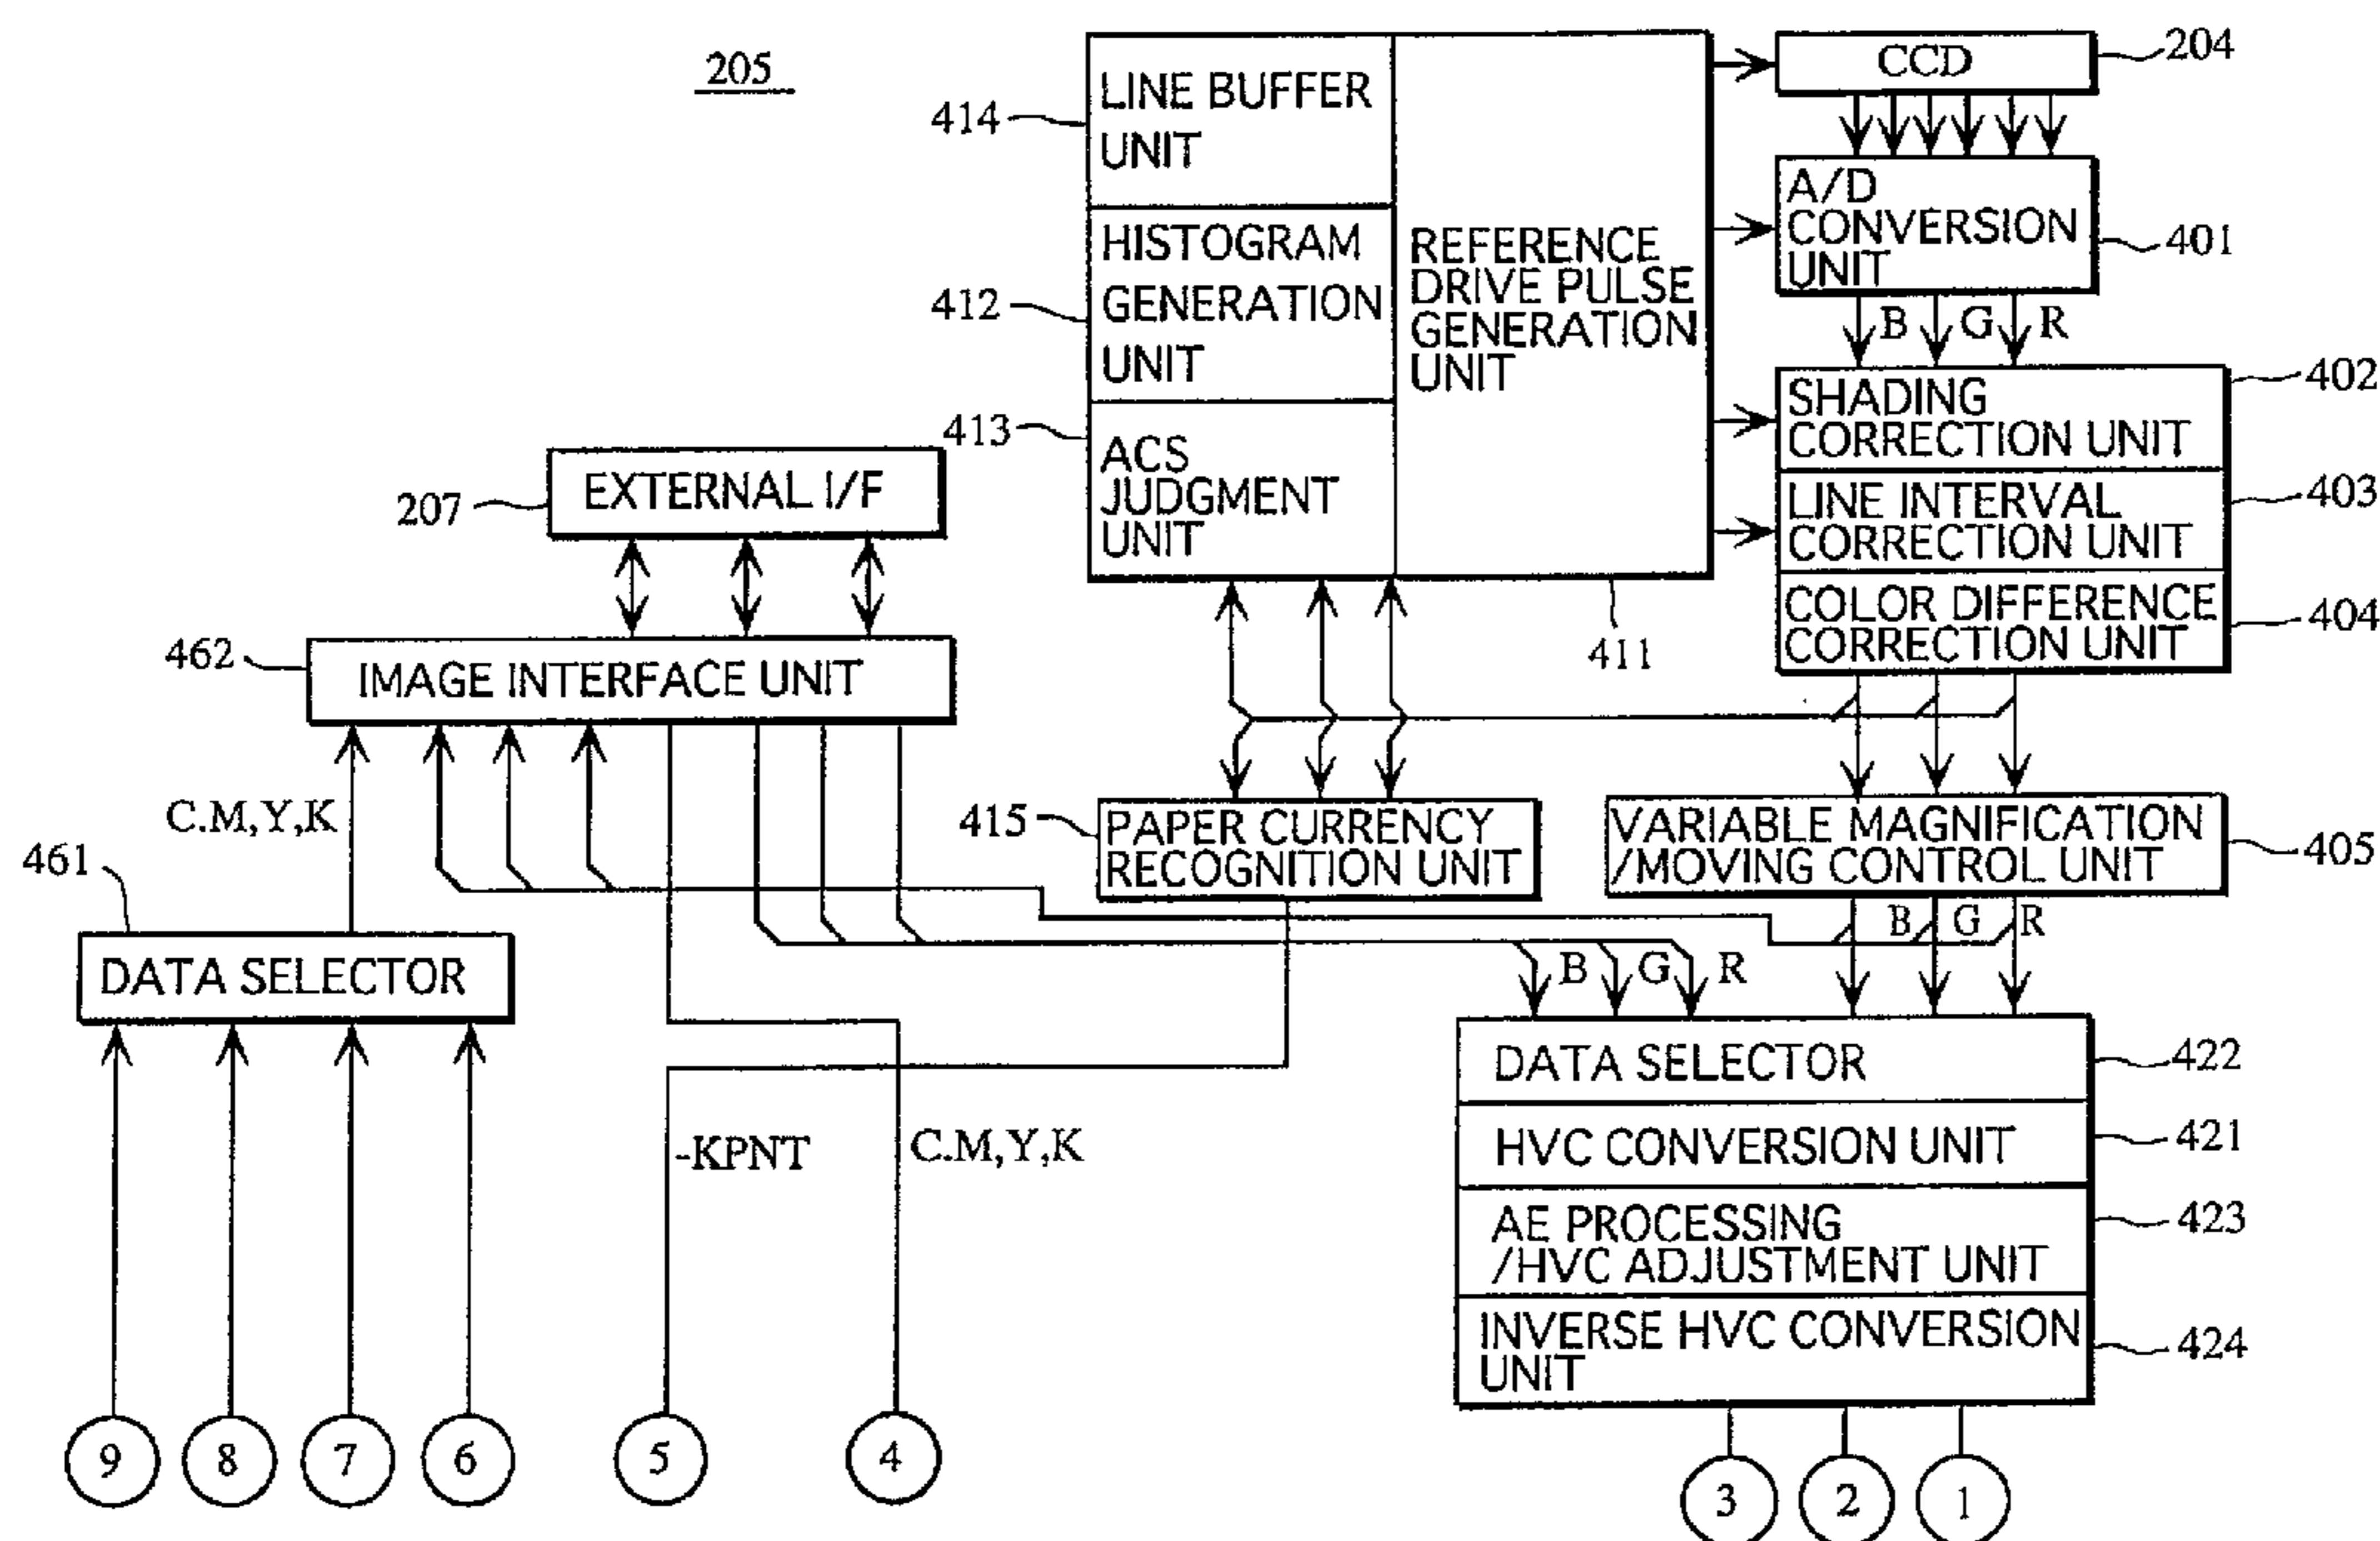 205
414
LINE BUFFER
UNIT
412
HISTOGRAM
GENERATION
UNIT
413
ACS
JUDGMENT
UNIT
REFERENCE
DRIVE PULSE
GENERATION
UNIT
411
CCD
204
A/D
CONVERSION
UNIT
401
B G R
SHADING
CORRECTION UNIT
402
LINE INTERVAL
CORRECTION UNIT
403
COLOR DIFFERENCE
CORRECTION UNIT
404
207
EXTERNAL I/F
462
IMAGE INTERFACE UNIT
C.M,Y,K
461
DATA SELECTOR
415
PAPER CURRENCY
RECOGNITION UNIT
VARIABLE MAGNIFICATION
/MOVING CONTROL UNIT
405
B G R
B G R
DATA SELECTOR
422
HVC CONVERSION UNIT
421
AE PROCESSING
/HVC ADJUSTMENT UNIT
423
INVERSE HVC CONVERSION
UNIT
424
-KPNT
C.M,Y,K
9 8 7 6 5 4
3 2 1